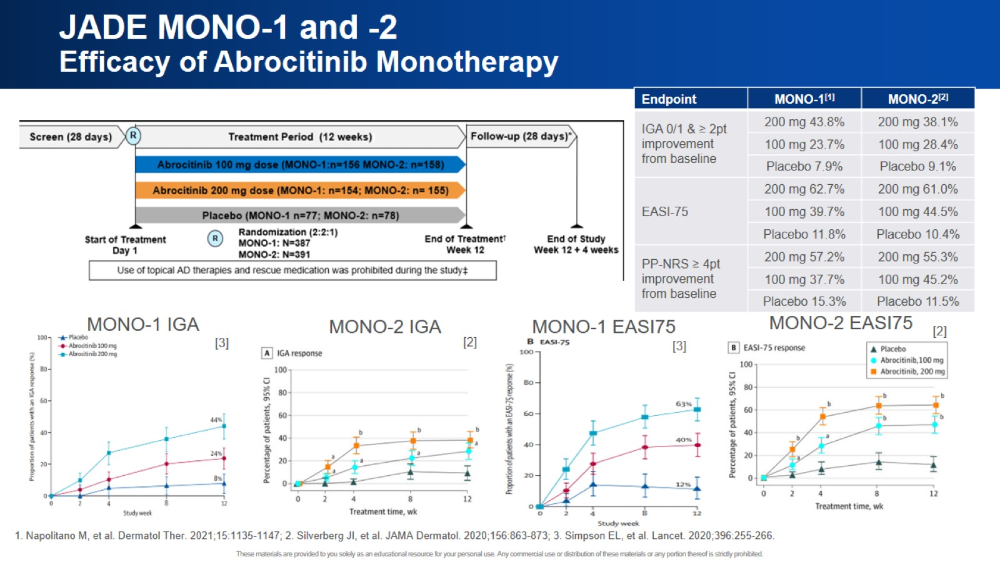 JADE MONO-1 and -2
Efficacy of Abrocitinib Monotherapy
Screen (28 days)
R
Treatment Period (12 weeks)
Follow-up (28 days)*
Abrocitinib 100 mg dose (MONO-1:n=156 MONO-2: n=158)
Abrocitinib 200 mg dose (MONO-1: n=154; MONO-2: n= 155)
Placebo (MONO-1 n=77; MONO-2: n=78)
Start of Treatment
Day 1
R
Randomization (2:2:1)
MONO-1: N=387
MONO-2: N=391
End of Treatment†
Week 12
End of Study
Week 12 + 4 weeks
Use of topical AD therapies and rescue medication was prohibited during the study‡
Endpoint MONO-1[1] MONO-2[2]
IGA 0/1 & ≥ 2pt
improvement
from baseline
200 mg 43.8% 200 mg 38.1%
100 mg 23.7% 100 mg 28.4%
Placebo 7.9% Placebo 9.1%
EASI-75
200 mg 62.7% 200 mg 61.0%
100 mg 39.7% 100 mg 44.5%
Placebo 11.8% Placebo 10.4%
PP-NRS ≥ 4pt
improvement
from baseline
200 mg 57.2% 200 mg 55.3%
100 mg 37.7% 100 mg 45.2%
Placebo 15.3% Placebo 11.5%
MONO-1 IGA
[3]
Placebo
Abrocitinib 100 mg
Abrocitinib 200 mg
Proportion of patients with an IGA response (%)
100
80
60
40
20
0
44%
24%
8%
0 2 4 8 12
Study week
MONO-2 IGA
[2]
A IGA response
Percentage of patients, 95% CI
100
80
60
40
20
0
a
a
b
a
b
a
b
a
0 2 4 8 12
Treatment time, wk
MONO-1 EASI75
[3]
B EASI-75
Proportion of patients with an EASI-75 response (%)
100
80
60
40
20
0
63%
40%
12%
0 2 4 8 12
Study week
MONO-2 EASI75
[2]
B EASI-75 response
Placebo
Abrocitinib, 100 mg
Abrocitinib, 200 mg
Percentage of patients, 95% CI
100
80
60
40
20
0
b
a
b
a
b
b
b
b
0 2 4 8 12
Treatment time, wk
1. Napolitano M, et al. Dermatol Ther. 2021;15:1135-1147; 2. Silverberg JI, et al. JAMA Dermatol. 2020;156:863-873; 3. Simpson EL, et al. Lancet. 2020;396:255-266.
These materials are provided to you solely as an educational resource for your personal use. Any commercial use or distribution of these materials or any portion thereof is strictly prohibited.